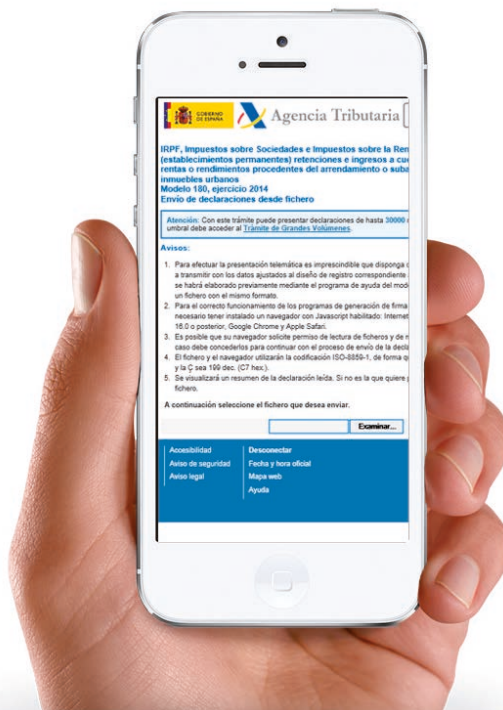 GOBIERNO
DE ESPAÑA
Agencia Tributaria
IRPF, Impuestos sobre Sociedades e Impuestos sobre la Ren
(establecimientos permanentes) retenciones e ingresos a cue
rentas o rendimientos procedentes del arrendamiento o suba
inmuebles urbanos
Modelo 180, ejercicio 2014
Envío de declaraciones desde fichero
Atención: Con este trámite puede presentar declaraciones de hasta 30000
umbral debe acceder al Trámite de Grandes Volúmenes.
Avisos:
1. Para efectuar la presentación telemática es imprescindible que disponga
a transmitir con los datos ajustados al diseño de registro correspondiente
se habrá elaborado previamente mediante el programa de ayuda del mode
un fichero con el mismo formato.
2. Para el correcto funcionamiento de los programas de generación de firma
necesario tener instalado un navegador con Javascript habilitado: Internet
16.0 o posterior, Google Chrome y Apple Safari.
3. Es posible que su navegador solicite permiso de lectura de ficheros y de
caso debe concederlos para continuar con el proceso de envío de la decla
4. El fichero y el navegador utilizarán la codificación ISO-8859-1, de forma q
y la Ç sea 199 dec. (C7 hex.).
5. Se visualizará un resumen de la declaración leída. Si no es la que quiere
fichero.
A continuación seleccione el fichero que desea enviar.
Examinar...
Accesibilidad
Aviso de seguridad
Aviso legal
Desconectar
Fecha y hora oficial
Mapa web
Ayuda